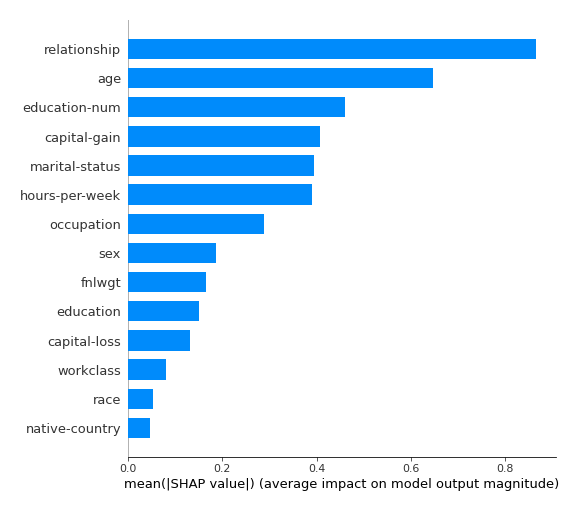 relationship
age
education-num
capital-gain
marital-status
hours-per-week
occupation
sex
fnlwgt
education
capital-loss
workclass
race
native-country
0.0 0.2 0.4 0.6 0.8
mean(|SHAP value|) (average impact on model output magnitude)